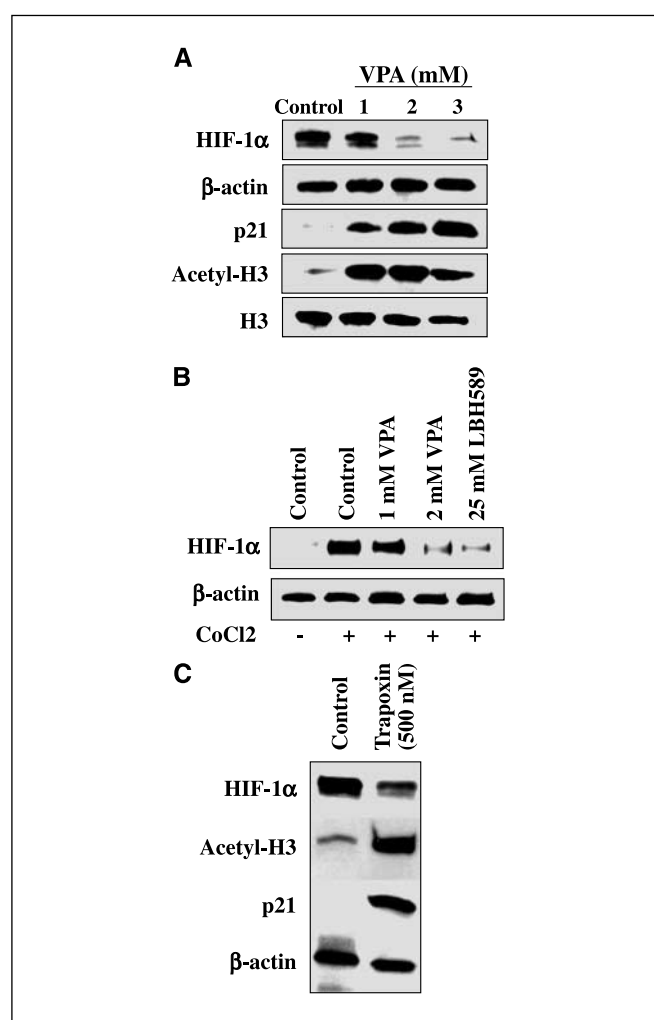 A
VPA (mM)
Control 1 2 3
HIF-1α
β-actin
p21
Acetyl-H3
H3
B
Control
Control
1 mM VPA
2 mM VPA
25 mM LBH589
HIF-1α
β-actin
CoCl2 - + + + +
C
Control
Trapoxin
(500 nM)
HIF-1α
Acetyl-H3
p21
β-actin